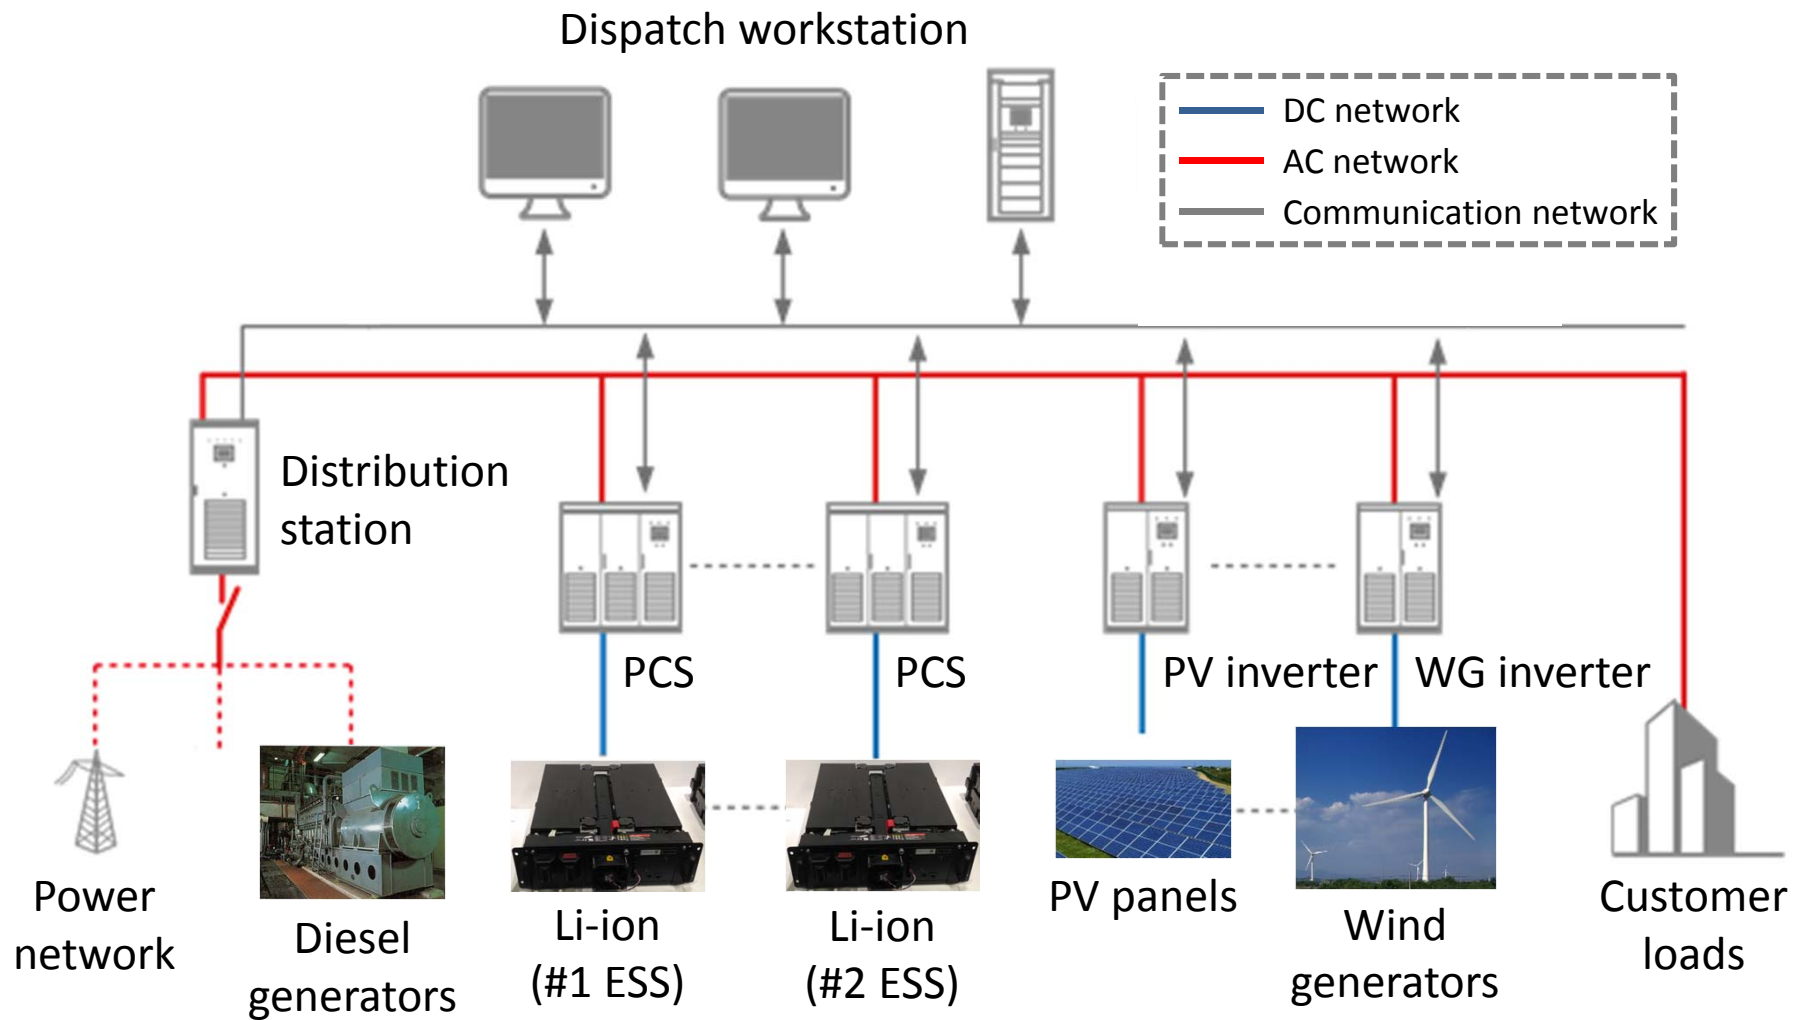 Dispatch workstation
DC network
AC network
Communication network
Distribution
station
PCS
PCS
PV inverter
WG inverter
Power
network
Diesel
generators
Li-ion
(#1 ESS)
Li-ion
(#2 ESS)
PV panels
Wind
generators
Customer
loads